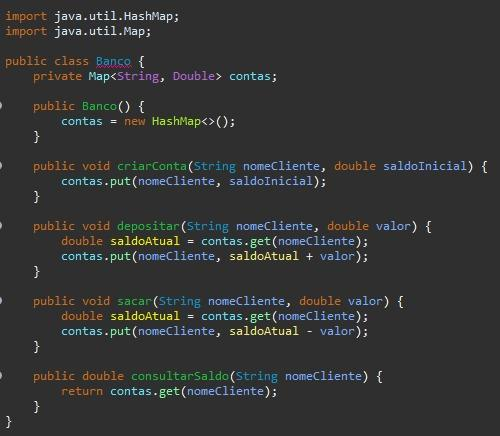 import java.util.HashMap;
import java.util.Map;

public class Banco {
    private Map<String, Double> contas;

    public Banco() {
        contas = new HashMap<>();
    }

    public void criarConta(String nomeCliente, double saldoInicial) {
        contas.put(nomeCliente, saldoInicial);
    }

    public void depositar(String nomeCliente, double valor) {
        double saldoAtual = contas.get(nomeCliente);
        contas.put(nomeCliente, saldoAtual + valor);
    }

    public void sacar(String nomeCliente, double valor) {
        double saldoAtual = contas.get(nomeCliente);
        contas.put(nomeCliente, saldoAtual - valor);
    }

    public double consultarSaldo(String nomeCliente) {
        return contas.get(nomeCliente);
    }
}